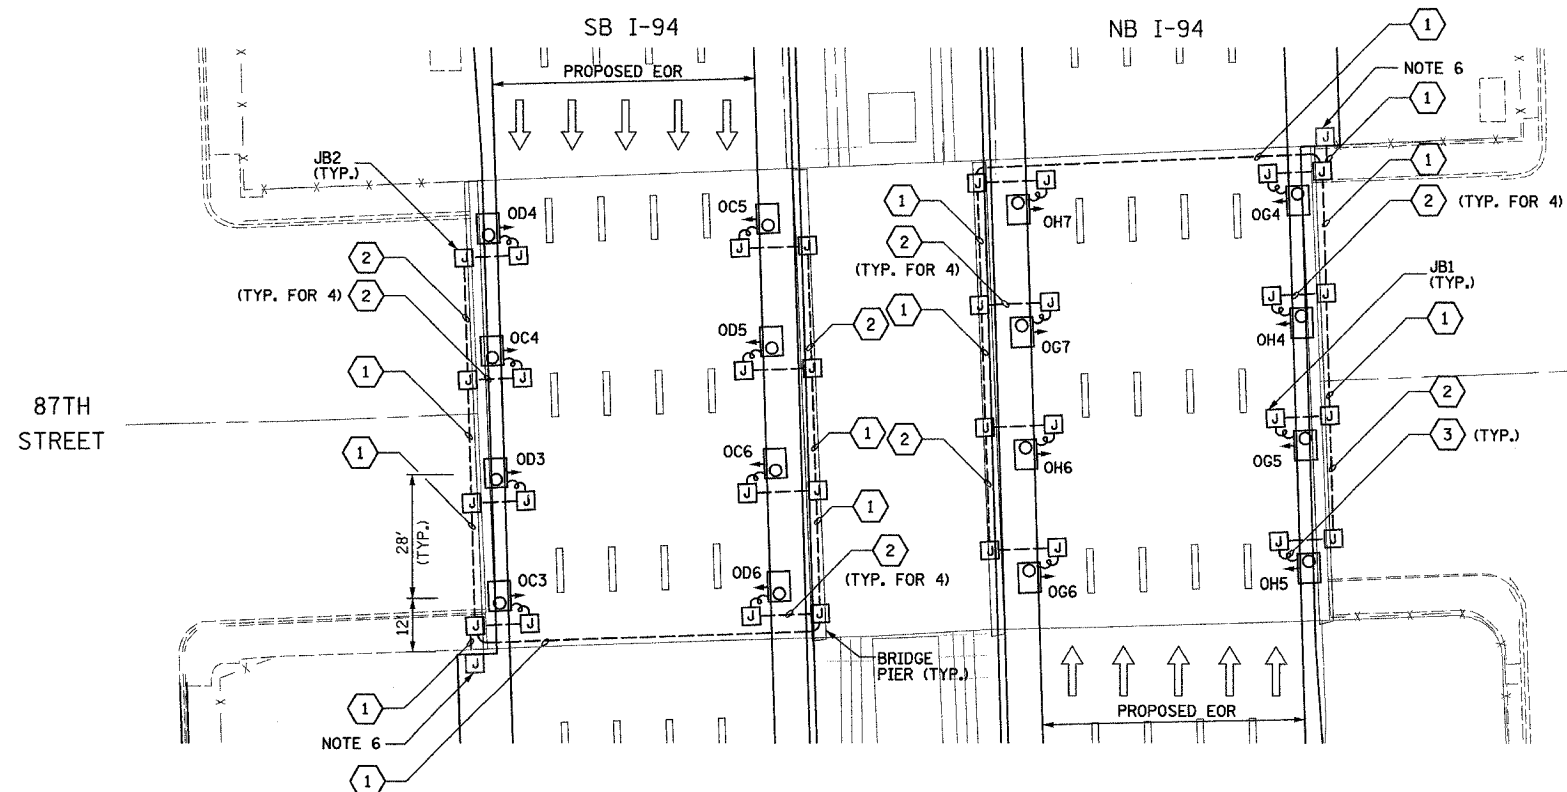 SB I-94
NB I-94
1
PROPOSED EOR
NOTE 6
1
JB2
(TYP.)
1
J
J
J
J
J
J
OD4
OC5
1
OH7
OG4
2 (TYP. FOR 4)
2
J
J
J
J
2
(TYP. FOR 4)
JB1
(TYP.)
(TYP. FOR 4) 2
J
J
J
J
OC4
OD5
2
1
OG7
OH4
1
1
J
J
J
J
2
87TH
STREET
J
J
J
J
3 (TYP.)
1
OD3
OC6
1
2
OH6
OG5
J
J
J
J
1
28'
(TYP.)
J
J
J
J
2
(TYP. FOR 4)
OC3
OD6
OG6
OH5
12'
J
J
J
J
J
BRIDGE
PIER (TYP.)
1
PROPOSED EOR
NOTE 6
1